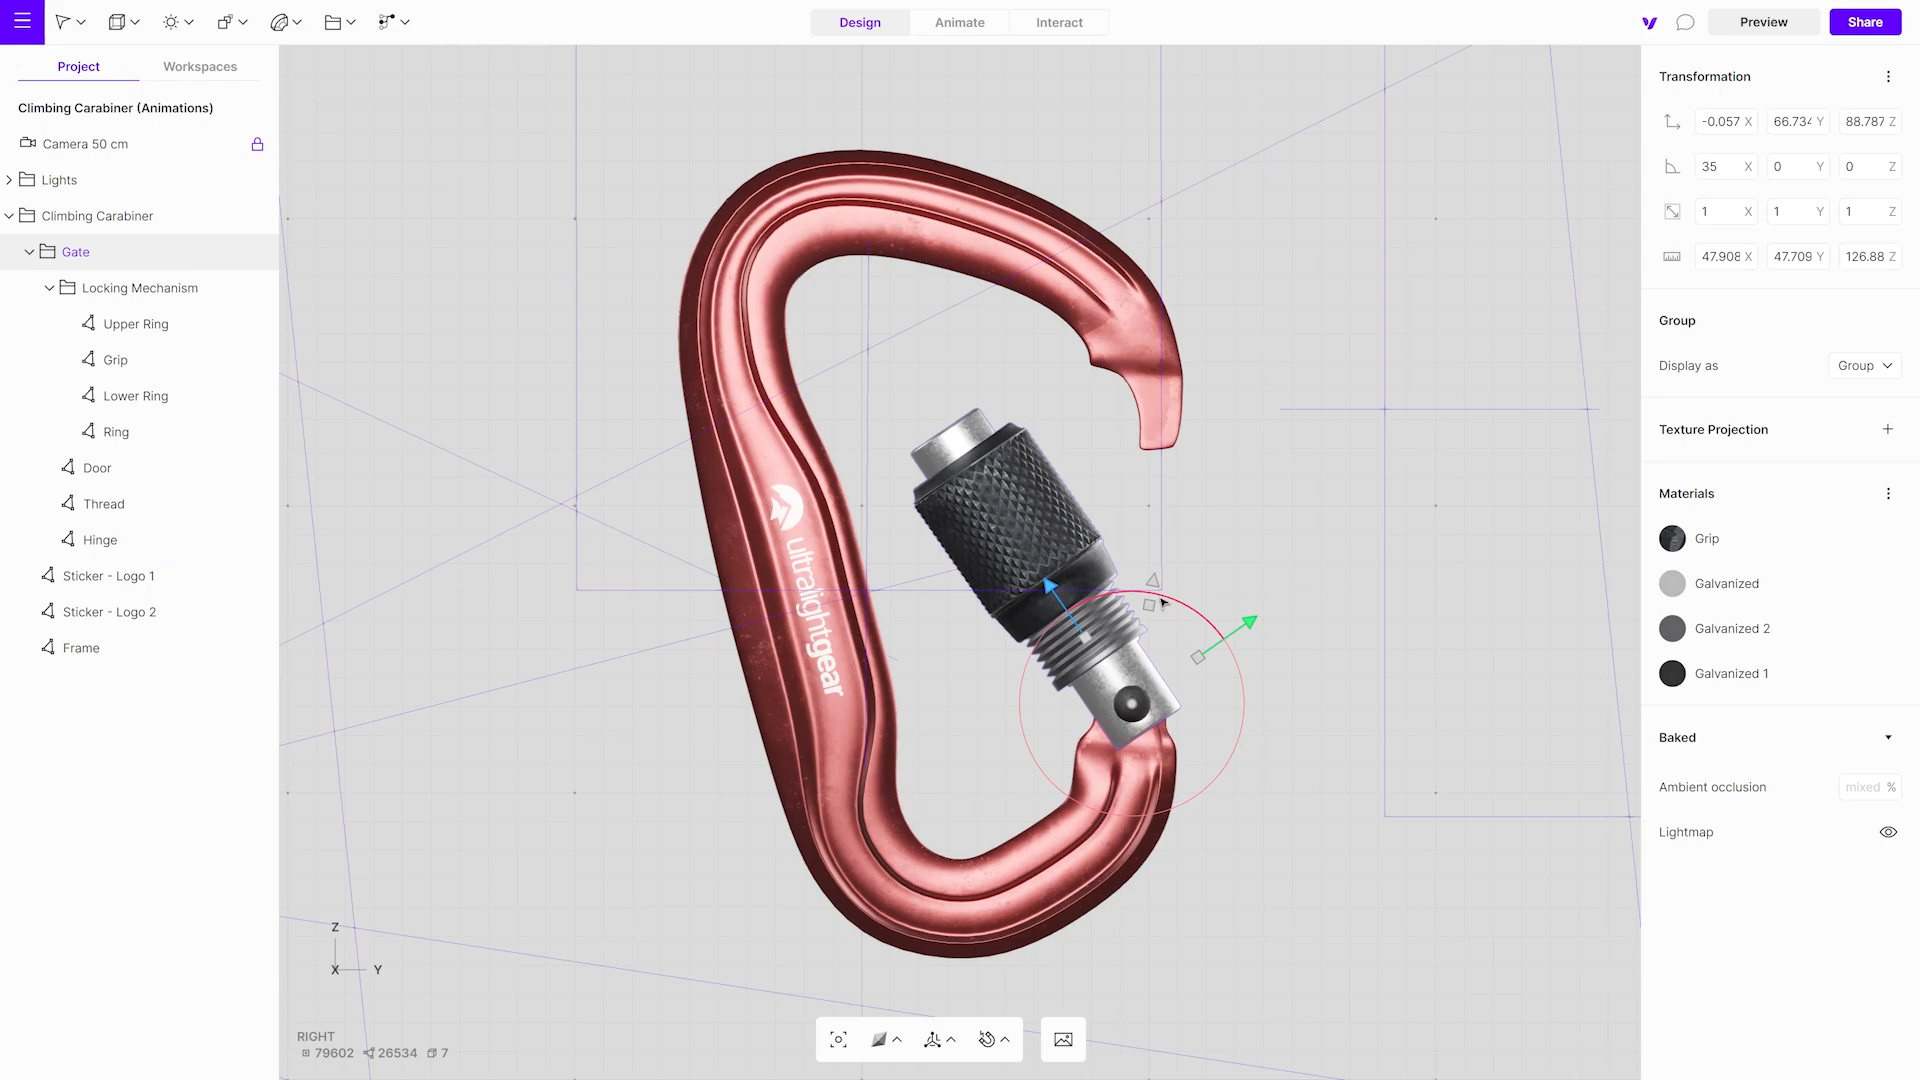 Design
Animate
Interact
Preview
Share
Project
Workspaces
Climbing Carabiner (Animations)
Camera 50 cm
Lights
Climbing Carabiner
Gate
Locking Mechanism
Upper Ring
Grip
Lower Ring
Ring
Door
Thread
Hinge
Sticker - Logo 1
Sticker - Logo 2
Frame
ultralightgear
Z
X
Y
RIGHT
79602 26534 7
Transformation
-0.057 X 66.734 Y 88.787 Z
35 X 0 Y 0 Z
1 X 1 Y 1 Z
47.908 X 47.709 Y 126.88 Z
Group
Display as Group
Texture Projection
Materials
Grip
Galvanized
Galvanized 2
Galvanized 1
Baked
Ambient occlusion mixed %
Lightmap